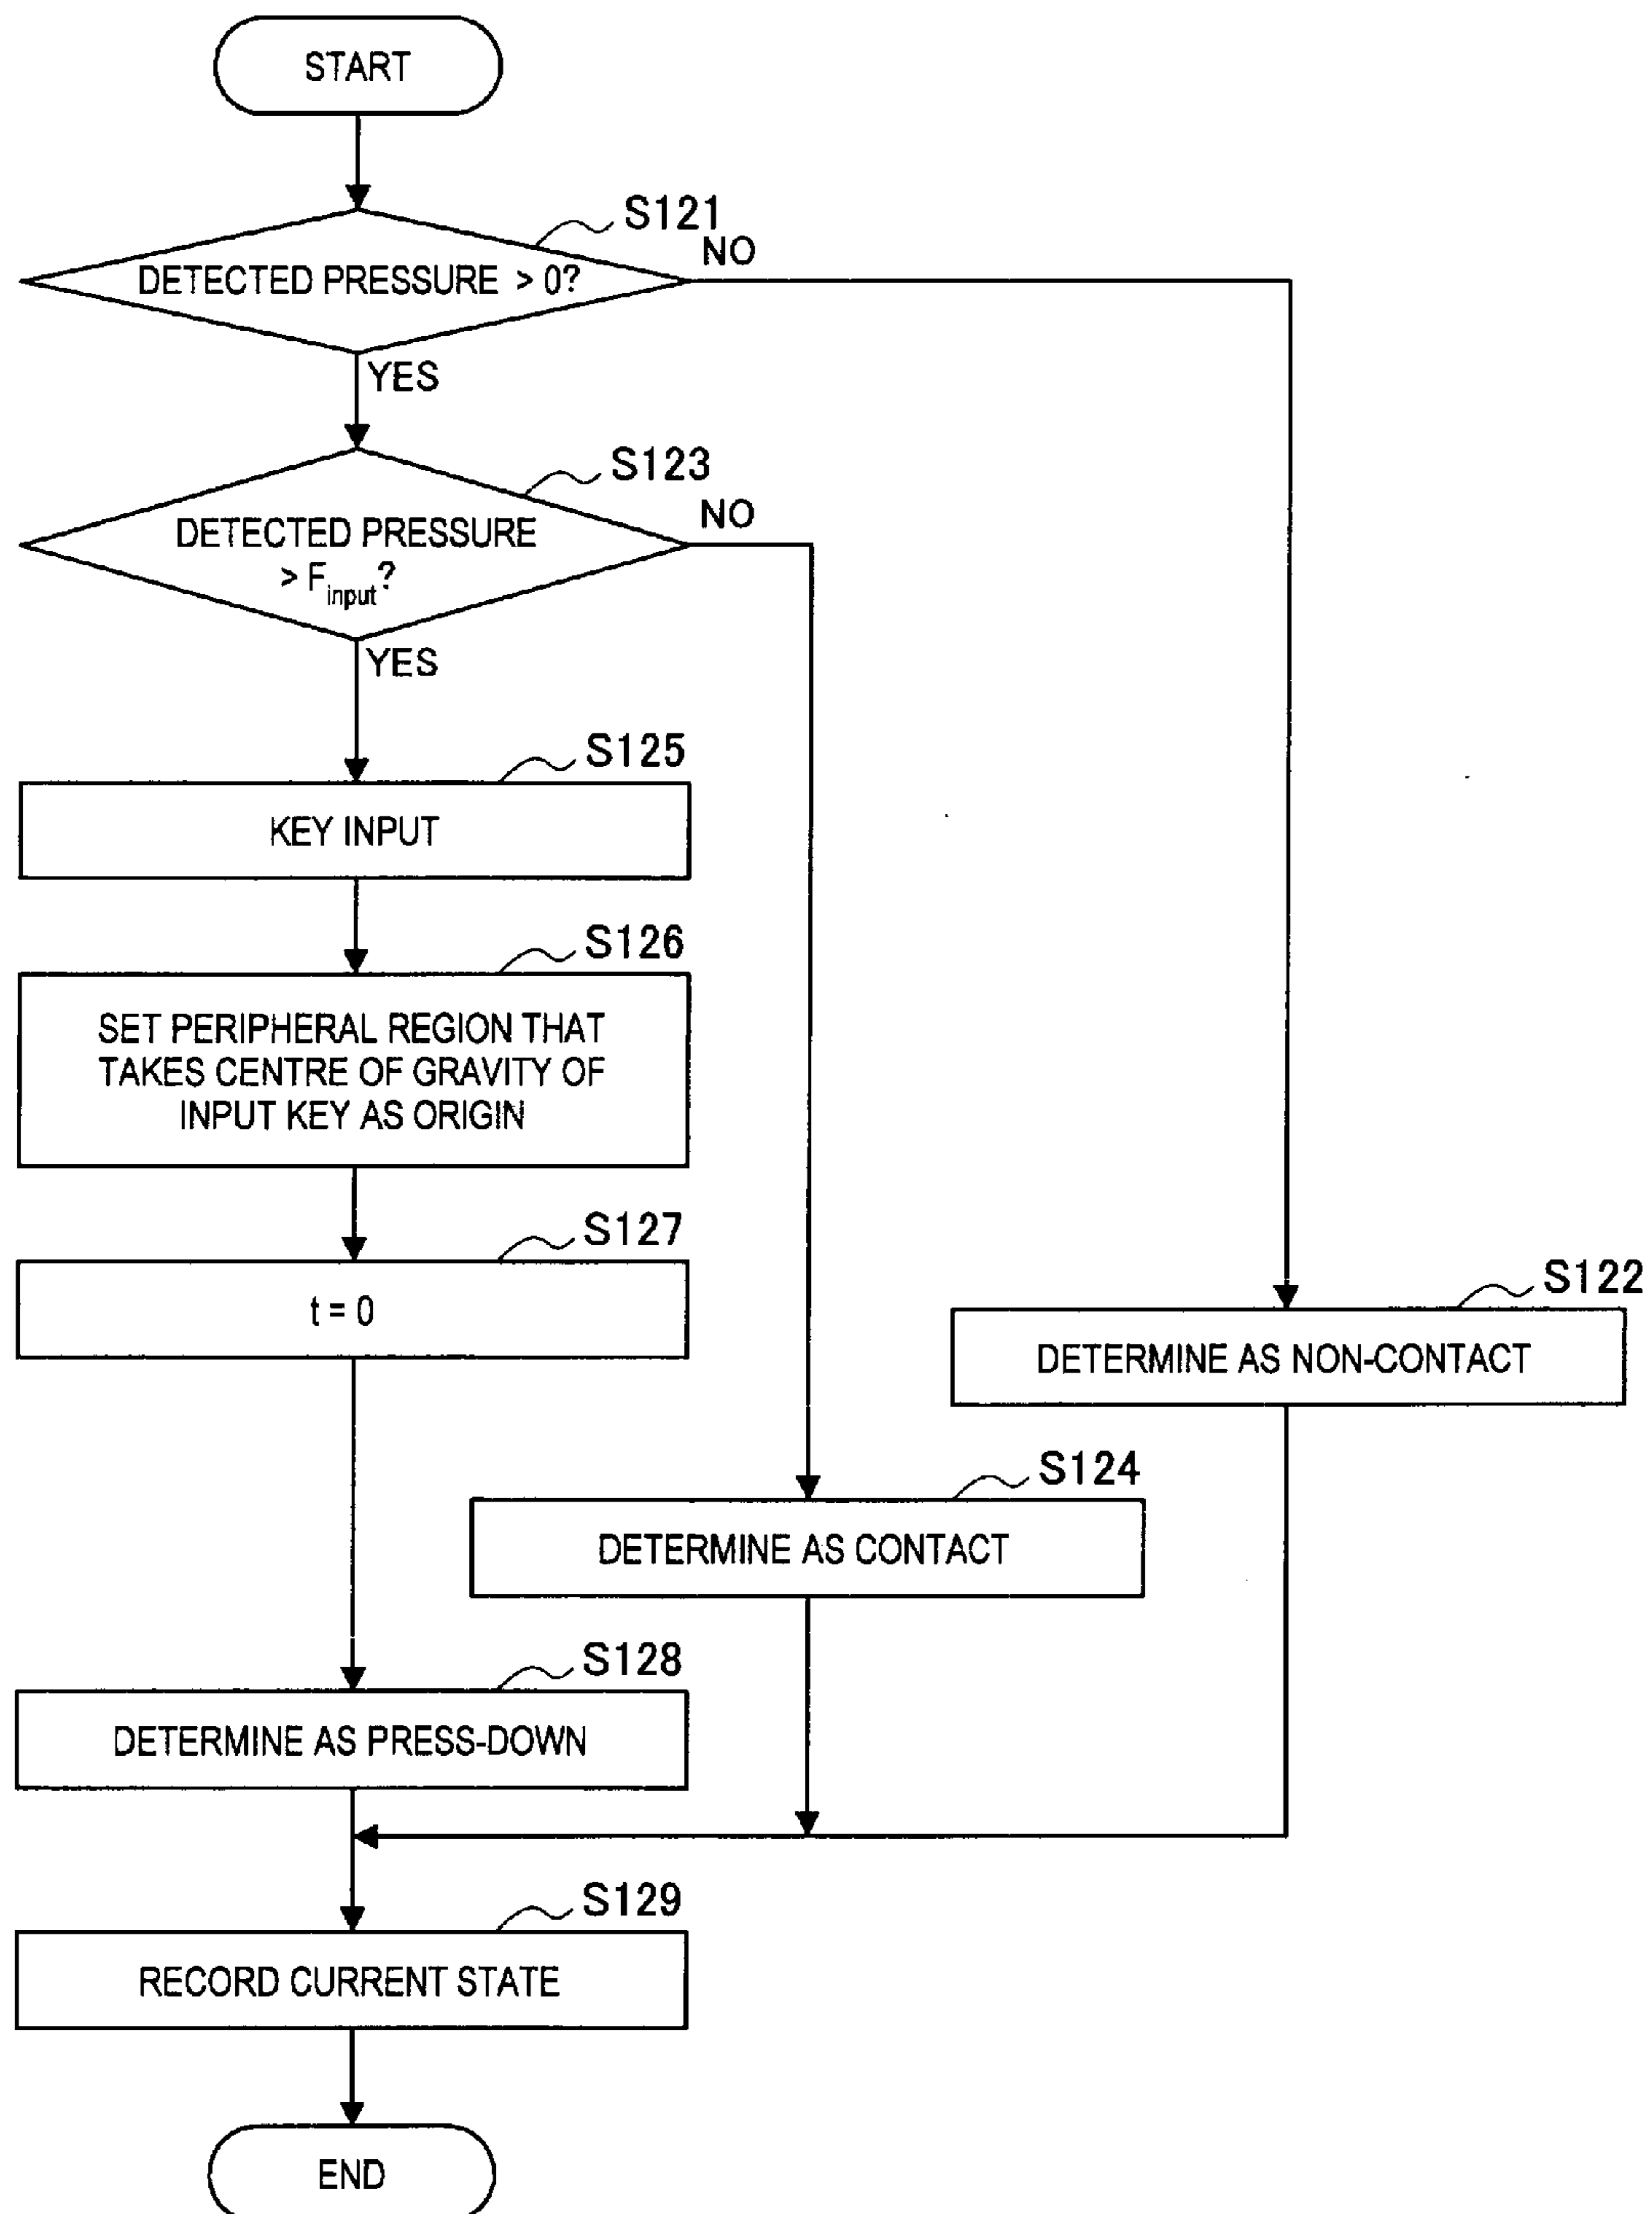 START
S121
DETECTED PRESSURE > 0?
NO
YES
S123
DETECTED PRESSURE
> Finput?
NO
YES
S125
KEY INPUT
S126
SET PERIPHERAL REGION THAT
TAKES CENTRE OF GRAVITY OF
INPUT KEY AS ORIGIN
S127
t = 0
S122
DETERMINE AS NON-CONTACT
S124
DETERMINE AS CONTACT
S128
DETERMINE AS PRESS-DOWN
S129
RECORD CURRENT STATE
END